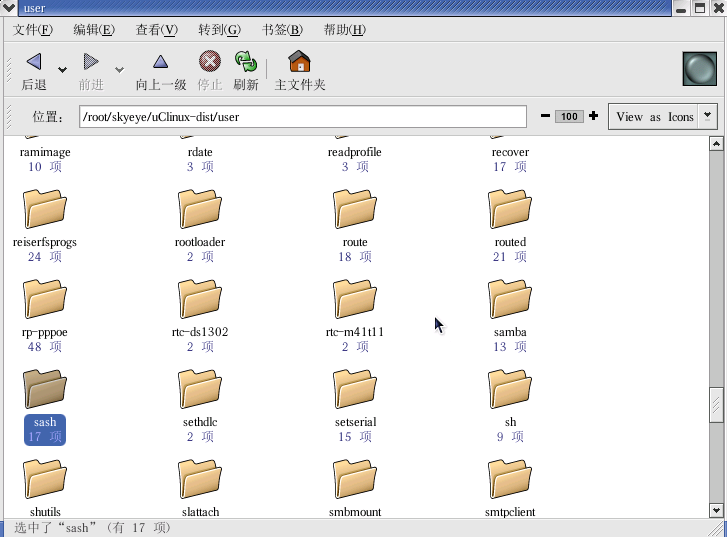 user
文件(F) 编辑(E) 查看(V) 转到(G) 书签(B) 帮助(H)
后退 前进 向上一级 停止 刷新 主文件夹
位置: /root/skyeye/uClinux-dist/user 100 View as Icons
ramimage rdate readprofile recover
10 项 3 项 3 项 17 项
reiserfsprogs rootloader route routed
24 项 2 项 18 项 21 项
rp-pppoe rtc-ds1302 rtc-m41t11 samba
48 项 2 项 2 项 13 项
sash sethdlc setserial sh
17 项 2 项 15 项 9 项
shutils slattach smbmount smtpclient
选中了“sash” (有 17 项)